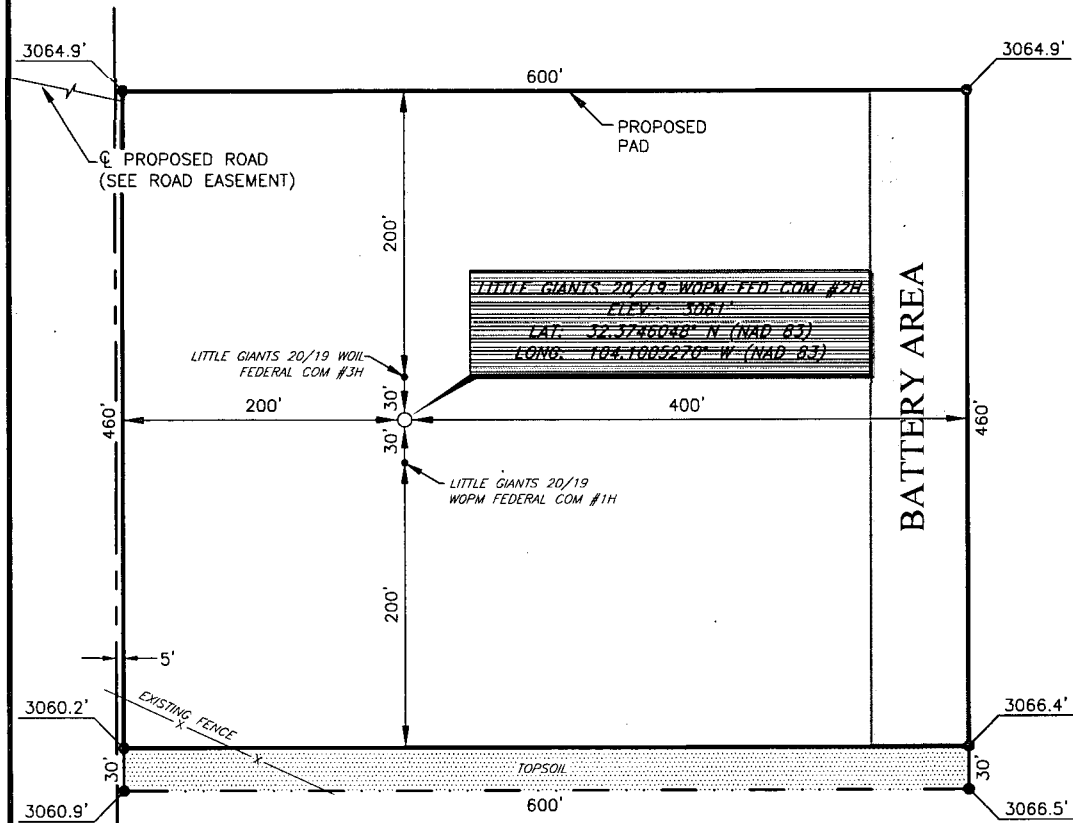 3064.9'
3064.9'
600'
PROPOSED
PAD
℄ PROPOSED ROAD
(SEE ROAD EASEMENT)
200'
LITTLE GIANTS 20/19 WOPM FED COM #2H
ELEV: 3061'
LAT: 32.3746048° N (NAD 83)
LONG: 104.1005270° W (NAD 83)
LITTLE GIANTS 20/19 WOIL
FEDERAL COM #3H
30'
200'
400'
460'
460'
30'
LITTLE GIANTS 20/19
WOPM FEDERAL COM #1H
BATTERY AREA
200'
5'
EXISTING FENCE
X
X
3060.2'
3066.4'
30'
TOPSOIL
30'
600'
3060.9'
3066.5'